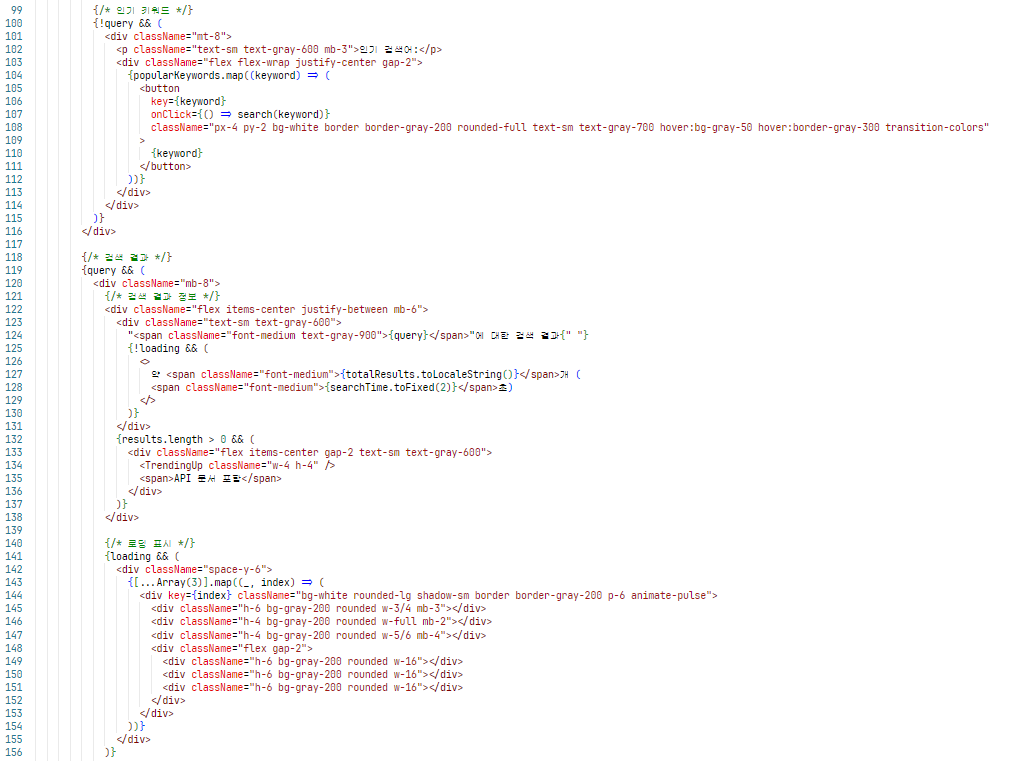 99 {/* 인기 키워드 */}
100 {!query && (
101 <div className="mt-8">
102 <p className="text-sm text-gray-600 mb-3">인기 검색어:</p>
103 <div className="flex flex-wrap justify-center gap-2">
104 {popularKeywords.map((keyword) => (
105 <button
106 key={keyword}
107 onClick={() => search(keyword)}
108 className="px-4 py-2 bg-white border border-gray-200 rounded-full text-sm text-gray-700 hover:bg-gray-50 hover:border-gray-300 transition-colors"
109 >
110 {keyword}
111 </button>
112 ))}
113 </div>
114 </div>
115 )}
116 </div>
117
118 {/* 검색 결과 */}
119 {query && (
120 <div className="mb-8">
121 {/* 검색 결과 정보 */}
122 <div className="flex items-center justify-between mb-6">
123 <div className="text-sm text-gray-600">
124 "<span className="font-medium text-gray-900">{query}</span>"에 대한 검색 결과{" "}
125 {!loading && (
126 <>
127 약 <span className="font-medium">{totalResults.toLocaleString()}</span>개 (
128 <span className="font-medium">{searchTime.toFixed(2)}</span>초)
129 </>
130 )}
131 </div>
132 {results.length > 0 && (
133 <div className="flex items-center gap-2 text-sm text-gray-600">
134 <TrendingUp className="w-4 h-4" />
135 <span>API 문서 포함</span>
136 </div>
137 )}
138 </div>
139
140 {/* 로딩 표시 */}
141 {loading && (
142 <div className="space-y-6">
143 {[...Array(3)].map((_, index) => (
144 <div key={index} className="bg-white rounded-lg shadow-sm border border-gray-200 p-6 animate-pulse">
145 <div className="h-6 bg-gray-200 rounded w-3/4 mb-3"></div>
146 <div className="h-4 bg-gray-200 rounded w-full mb-2"></div>
147 <div className="h-4 bg-gray-200 rounded w-5/6 mb-4"></div>
148 <div className="flex gap-2">
149 <div className="h-6 bg-gray-200 rounded w-16"></div>
150 <div className="h-6 bg-gray-200 rounded w-16"></div>
151 <div className="h-6 bg-gray-200 rounded w-16"></div>
152 </div>
153 </div>
154 ))}
155 </div>
156 )}